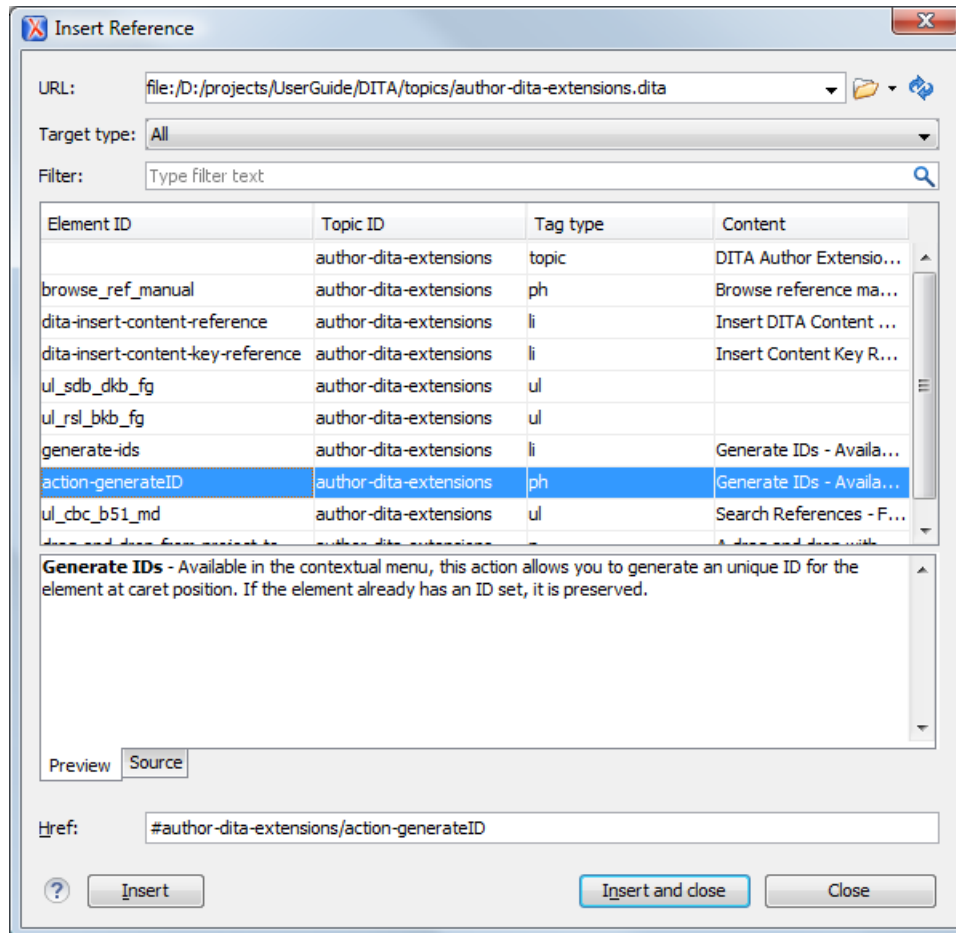 Insert Reference
URL: file:/D:/projects/UserGuide/DITA/topics/author-dita-extensions.dita
Target type: All
Filter: Type filter text
Element ID Topic ID Tag type Content
author-dita-extensions topic DITA Author Extensio...
browse_ref_manual author-dita-extensions ph Browse reference ma...
dita-insert-content-reference author-dita-extensions li Insert DITA Content ...
dita-insert-content-key-reference author-dita-extensions li Insert Content Key R...
ul_sdb_dkb_fg author-dita-extensions ul
ul_rsl_bkb_fg author-dita-extensions ul
generate-ids author-dita-extensions li Generate IDs - Availa...
action-generateID author-dita-extensions ph Generate IDs - Availa...
ul_cbc_b51_md author-dita-extensions ul Search References - F...
Generate IDs - Available in the contextual menu, this action allows you to generate an unique ID for the
element at caret position. If the element already has an ID set, it is preserved.
Preview Source
Href: #author-dita-extensions/action-generateID
? Insert Insert and close Close